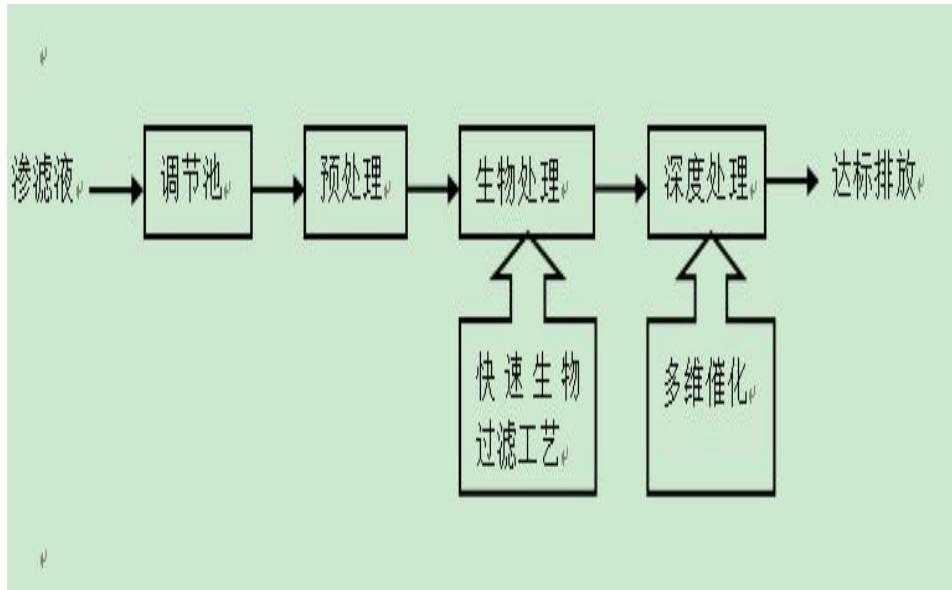 渗滤液
调节池
预处理
生物处理
深度处理
达标排放
快速生物
过滤工艺
多维催化